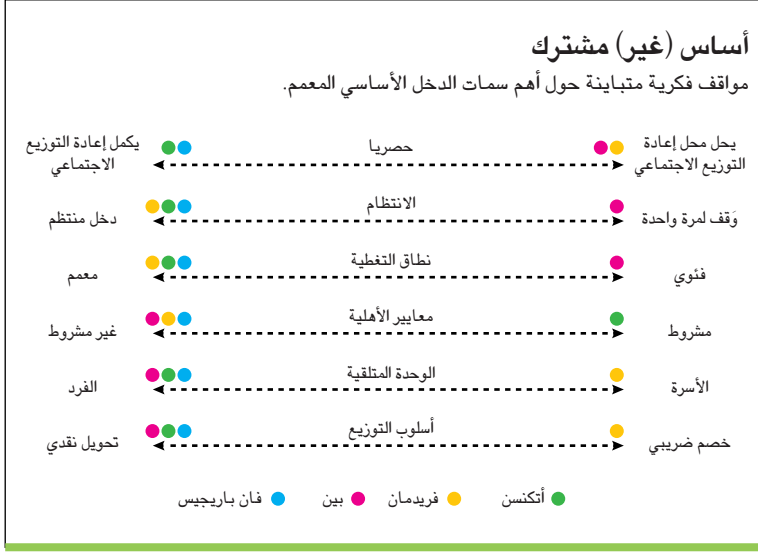 أساس (غير) مشترك
مواقف فكرية متباينة حول أهم سمات الدخل الأساسي المعمم.
يحل محل إعادة
التوزيع الاجتماعي
حصريا
يكمل إعادة التوزيع
الاجتماعي
وَقف لمرة واحدة
الانتظام
دخل منتظم
فئوي
نطاق التغطية
معمم
مشروط
معايير الأهلية
غير مشروط
الأسرة
الوحدة المتلقية
الفرد
خصم ضريبي
أسلوب التوزيع
تحويل نقدي
أتكنسن فريدمان بين فان باريجيس